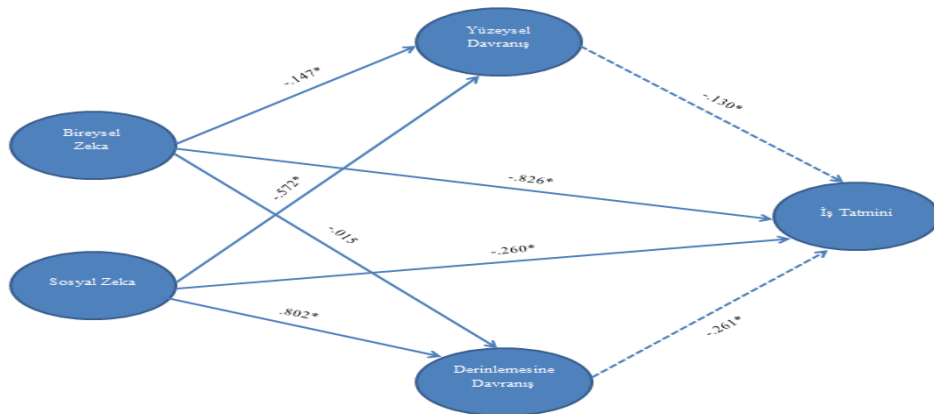 Yüzeysel
Davranış
-.147*
-.130*
Bireysel
Zeka
-.572*
-.826*
İş Tatmini
-.015
-.260*
Sosyal Zeka
.802*
-.261*
Derinlemesine
Davranış